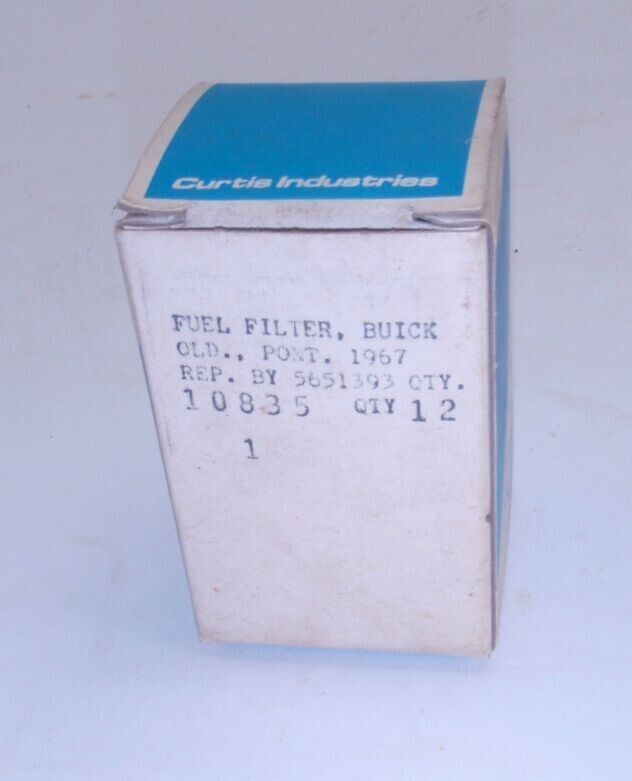 Curtis Industries
FUEL FILTER, BUICK
OLD., PONT. 1967
REP. BY 5651393 QTY.
10835 QTY 12
1